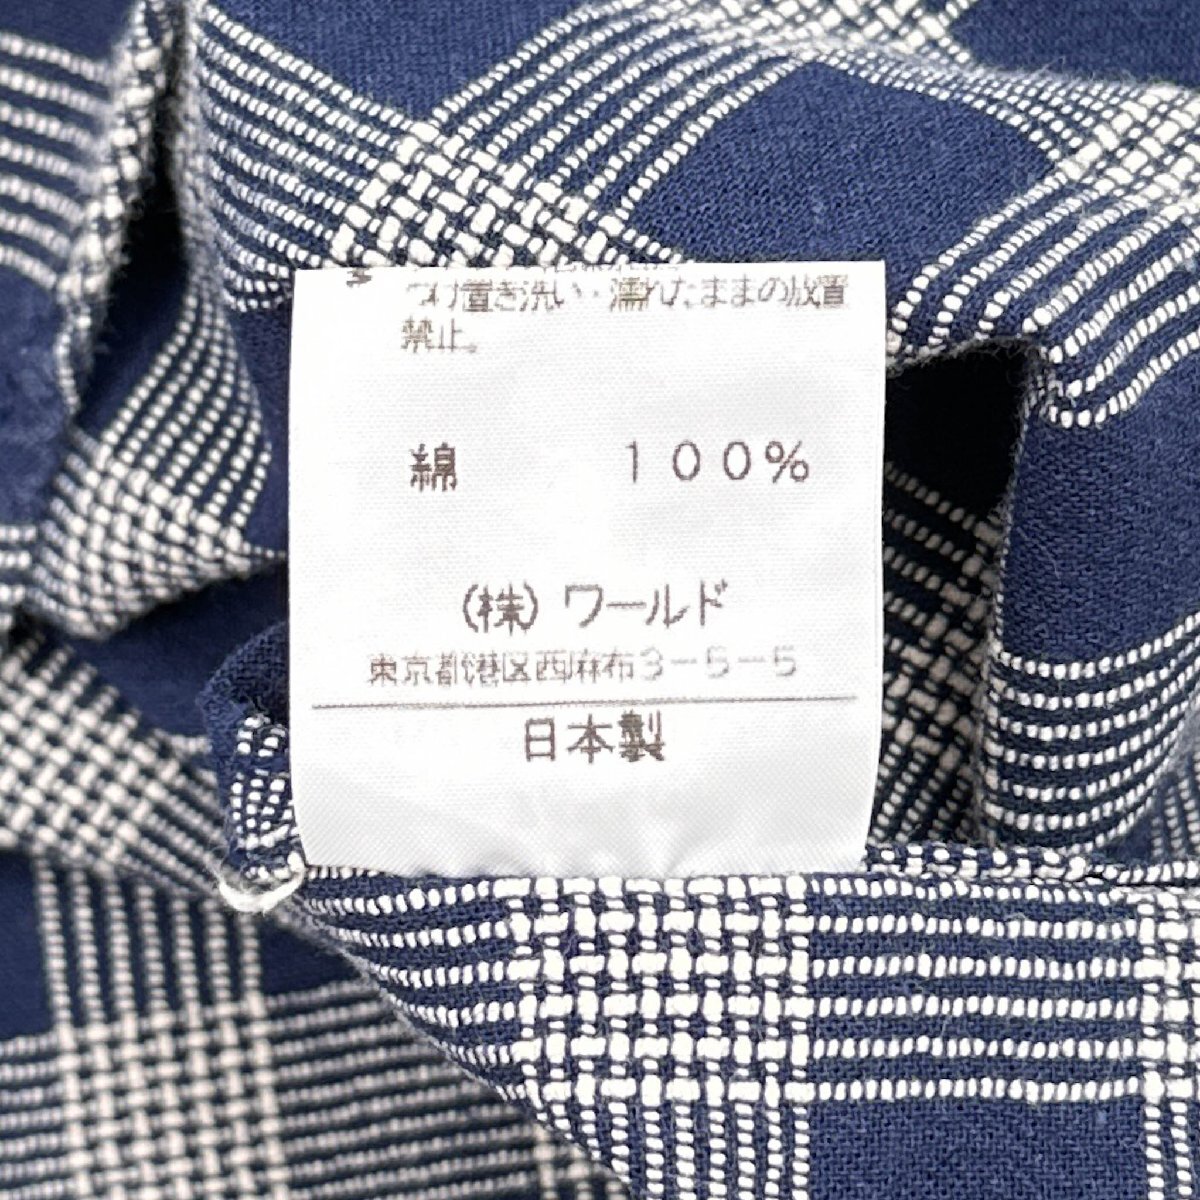 つけ置き洗い・濡れたままの放置
禁止。
綿　１００％
（株）ワールド
東京都港区西麻布３－５－５
日本製